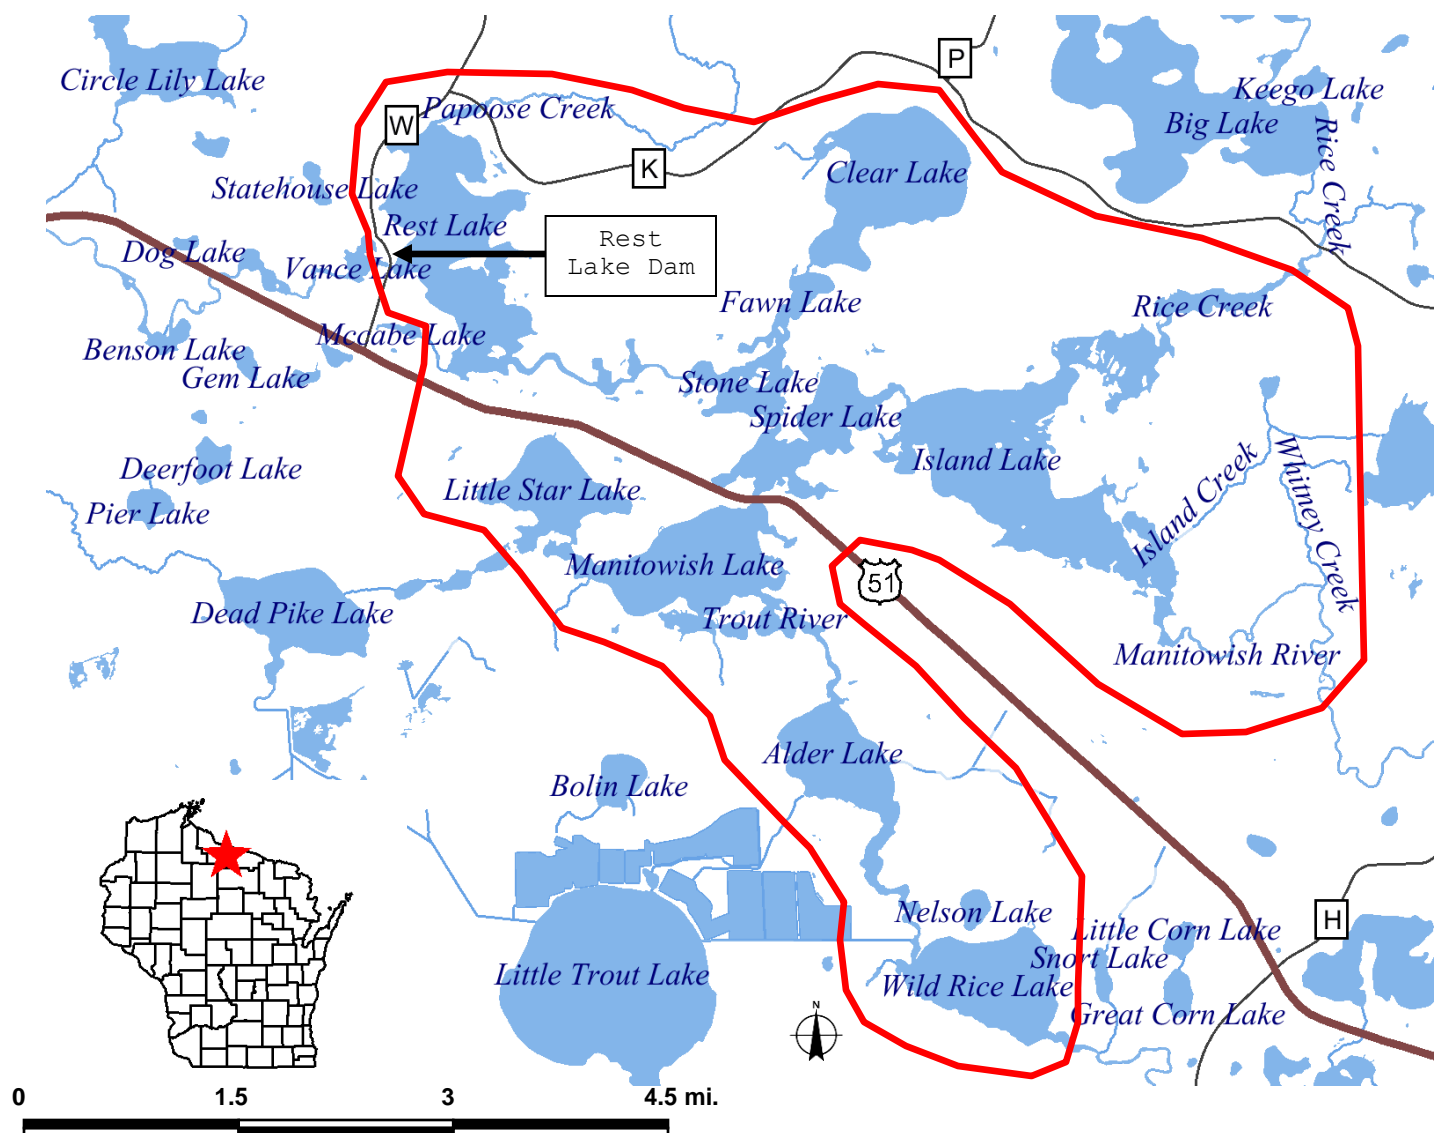 P
Circle Lily Lake
Keego Lake
Papoose Creek
W
Big Lake
Rice Creek
K
Clear Lake
Statehouse Lake
Rest Lake
Rest
Lake Dam
Dog Lake
Vance Lake
Fawn Lake
Rice Creek
Mccabe Lake
Benson Lake
Gem Lake
Stone Lake
Spider Lake
Island Lake
Deerfoot Lake
Little Star Lake
Pier Lake
Island Creek
Whitney Creek
Manitowish Lake
51
Dead Pike Lake
Trout River
Manitowish River
Alder Lake
Bolin Lake
Nelson Lake
H
Little Corn Lake
Snort Lake
Little Trout Lake
Wild Rice Lake
Great Corn Lake
N
0 1.5 3 4.5 mi.